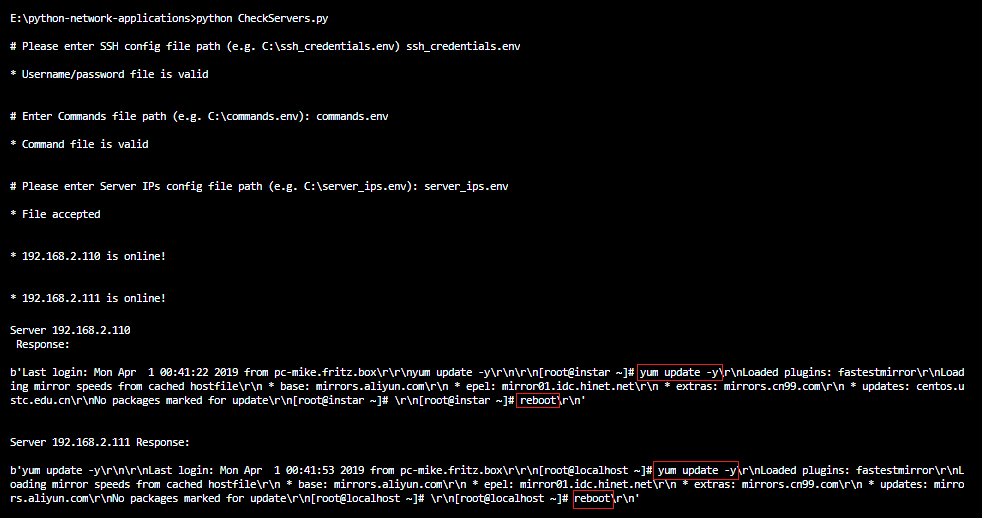 E:\python-network-applications>python CheckServers.py
# Please enter SSH config file path (e.g. C:\ssh_credentials.env) ssh_credentials.env
* Username/password file is valid
# Enter Commands file path (e.g. C:\commands.env): commands.env
* Command file is valid
# Please enter Server IPs config file path (e.g. C:\server_ips.env): server_ips.env
* File accepted
* 192.168.2.110 is online!
* 192.168.2.111 is online!
Server 192.168.2.110
Response:
b'Last login: Mon Apr  1 00:41:22 2019 from pc-mike.fritz.box\r\r\nyum update -y\r\n\r\n[root@instar ~]# yum update -y\r\nLoaded plugins: fastestmirror\r\nLoad
ing mirror speeds from cached hostfile\r\n * base: mirrors.aliyun.com\r\n * epel: mirror01.idc.hinet.net\r\n * extras: mirrors.cn99.com\r\n * updates: centos.u
stc.edu.cn\r\nNo packages marked for update\r\n[root@instar ~]# \r\n[root@instar ~]# reboot\r\n'
Server 192.168.2.111 Response:
b'yum update -y\r\n\r\nLast login: Mon Apr  1 00:41:53 2019 from pc-mike.fritz.box\r\r\n[root@localhost ~]# yum update -y\r\nLoaded plugins: fastestmirror\r\nL
oading mirror speeds from cached hostfile\r\n * base: mirrors.aliyun.com\r\n * epel: mirror01.idc.hinet.net\r\n * extras: mirrors.cn99.com\r\n * updates: mirro
rs.aliyun.com\r\nNo packages marked for update\r\n[root@localhost ~]# \r\n[root@localhost ~]# reboot\r\n'